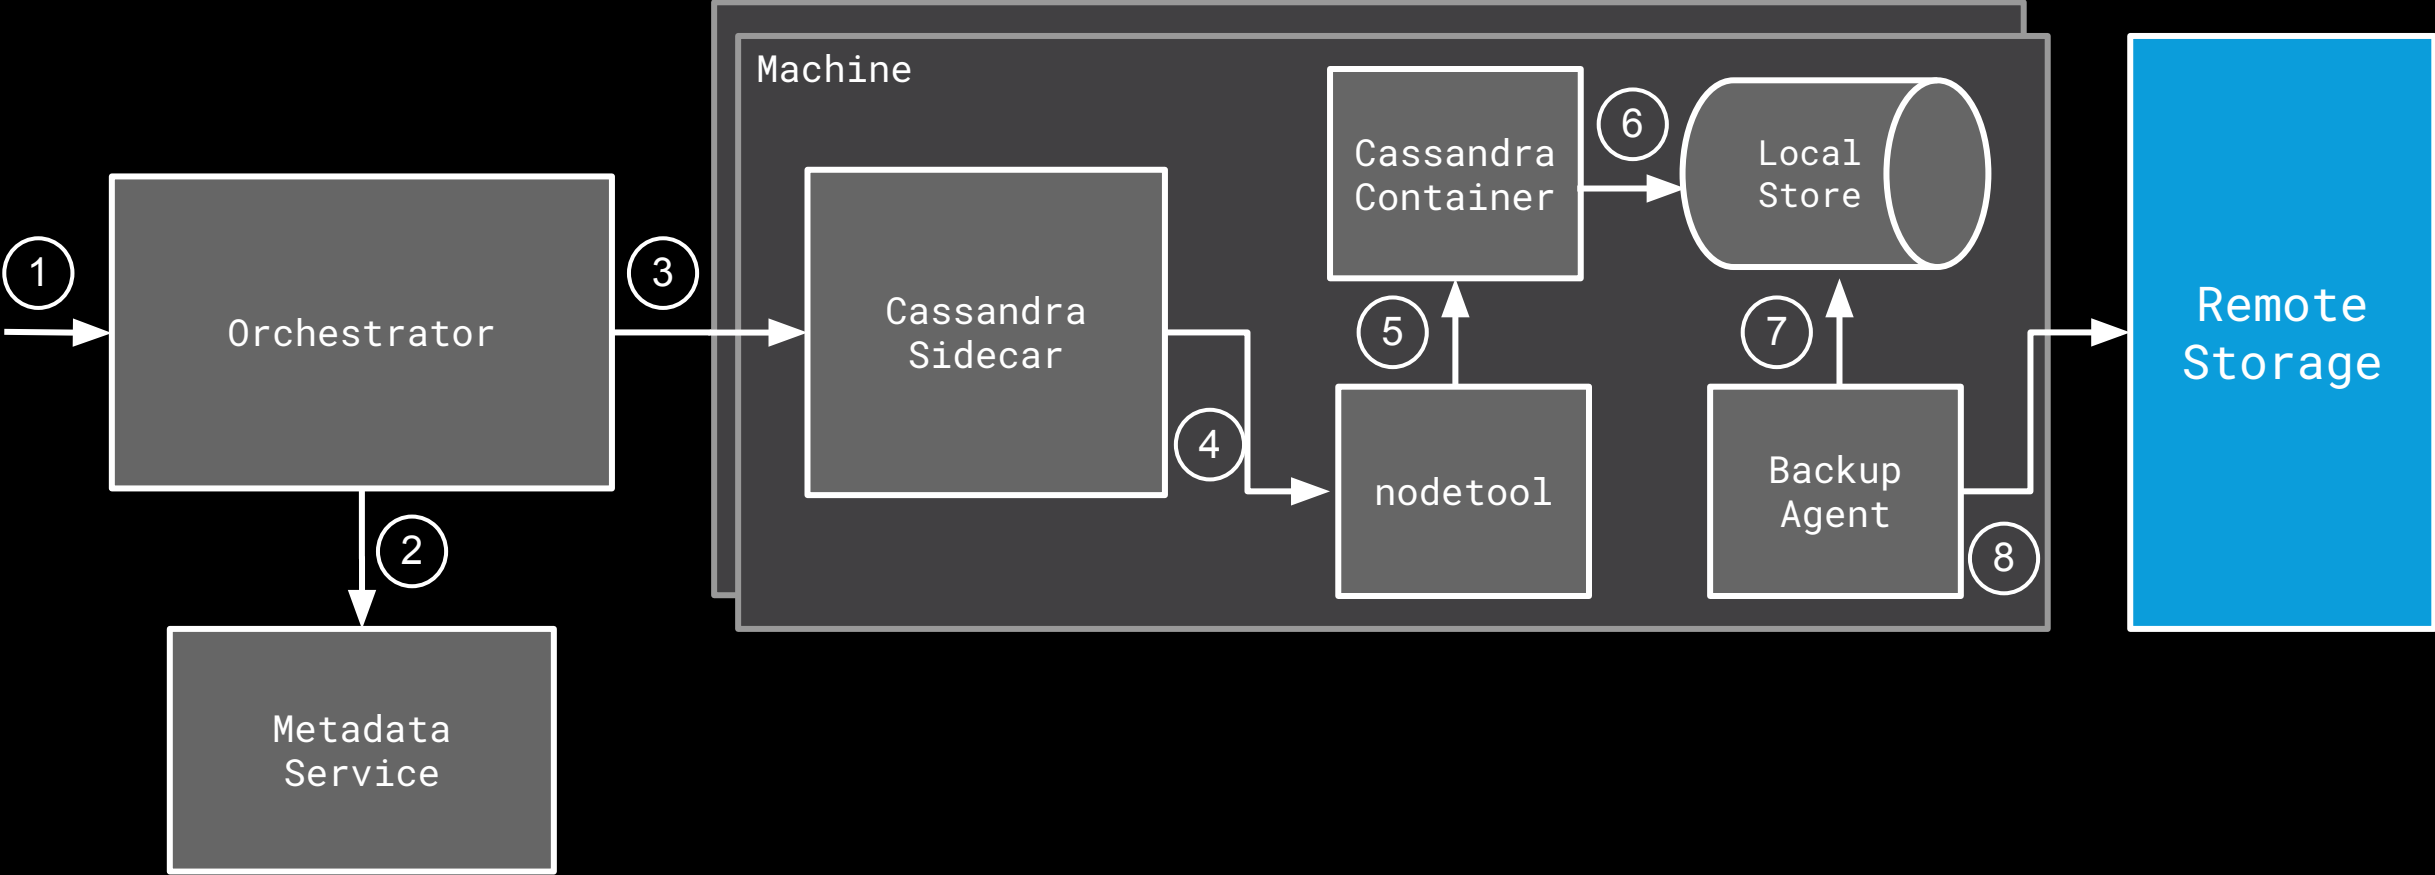 Machine
1
Orchestrator
2
Metadata
Service
3
Cassandra
Sidecar
4
nodetool
5
Cassandra
Container
6
Local
Store
7
Backup
Agent
8
Remote
Storage